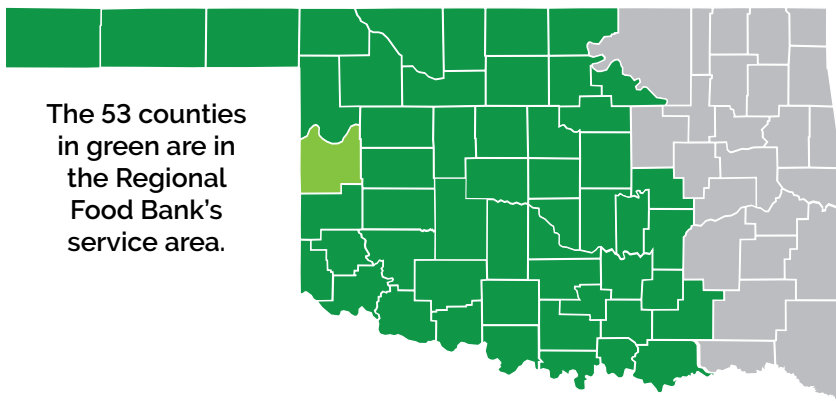 The 53 counties
in green are in
the Regional
Food Bank's
service area.